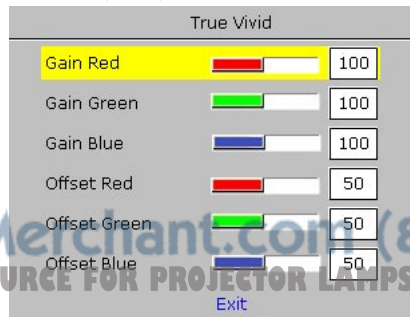 True Vivid
Gain Red 100
Gain Green 100
Gain Blue 100
Offset Red 50
Offset Green 50
Offset Blue 50
Merchant.com (8
URCE FOR PROJECTOR LAMPS
Exit